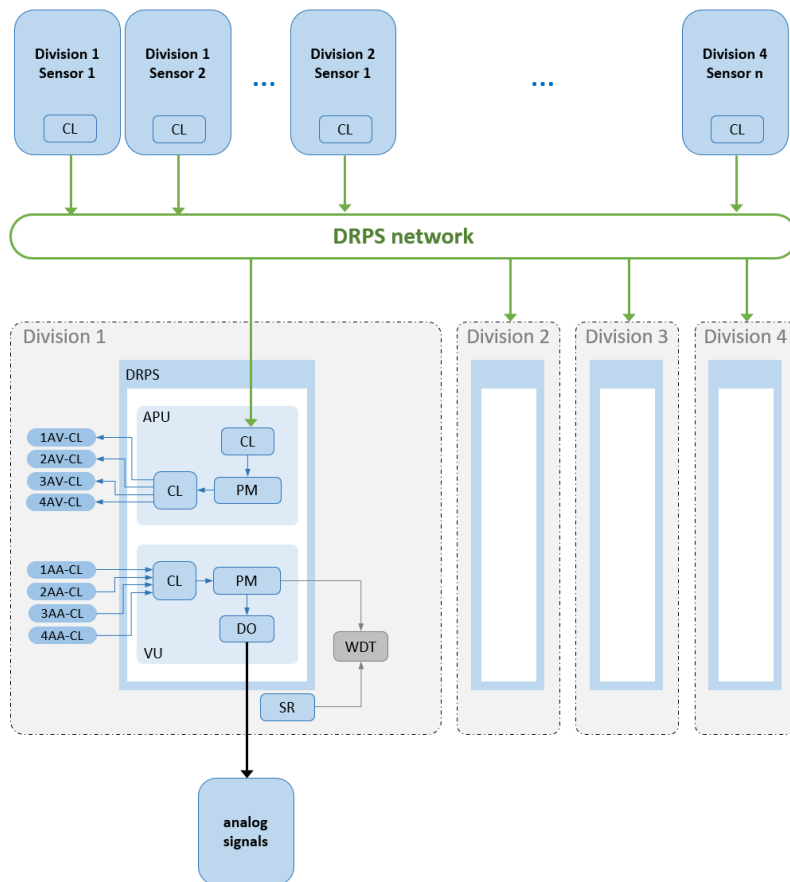 Division 1
Sensor 1
CL
Division 1
Sensor 2
CL
...
Division 2
Sensor 1
CL
...
Division 4
Sensor n
CL
DRPS network
Division 1
DRPS
APU
CL
PM
CL
1AV-CL
2AV-CL
3AV-CL
4AV-CL
1AA-CL
2AA-CL
3AA-CL
4AA-CL
CL
PM
DO
VU
WDT
SR
Division 2
Division 3
Division 4
analog
signals